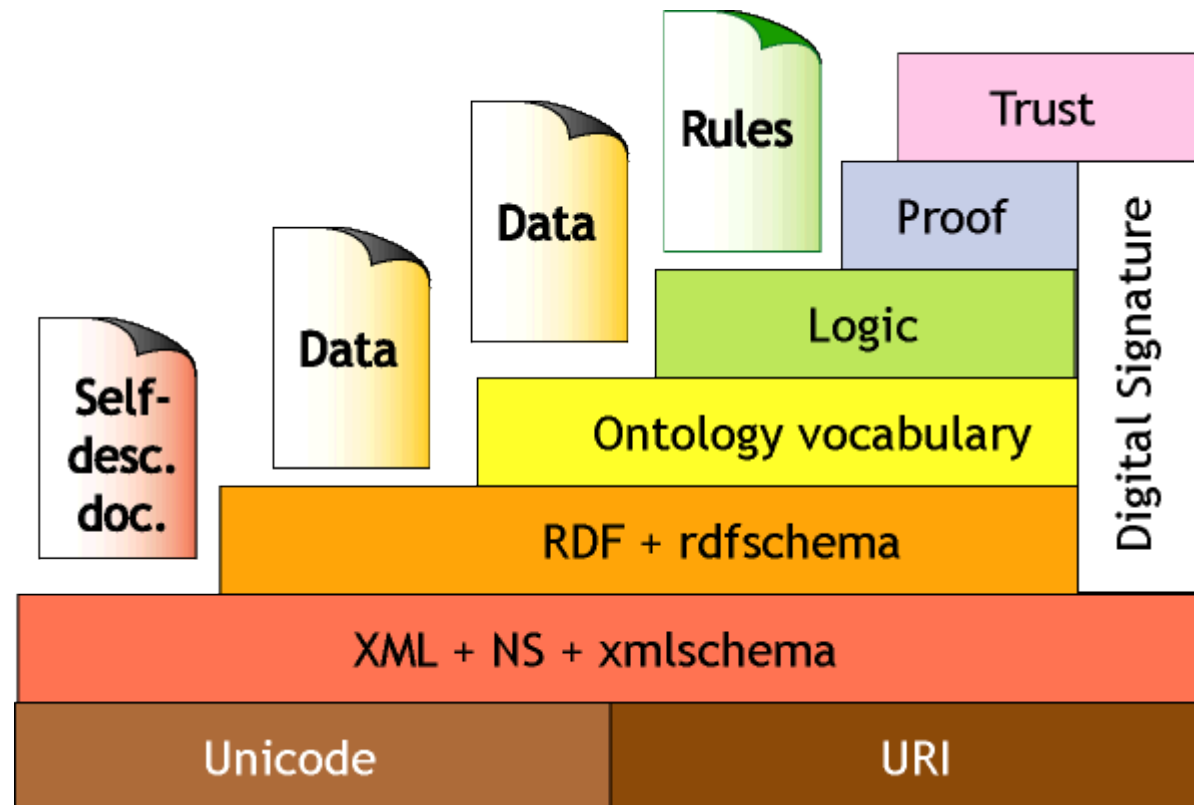 Rules
Trust
Data
Proof
Data
Logic
Self-
desc.
doc.
Ontology vocabulary
Digital Signature
RDF + rdfschema
XML + NS + xmlschema
Unicode
URI